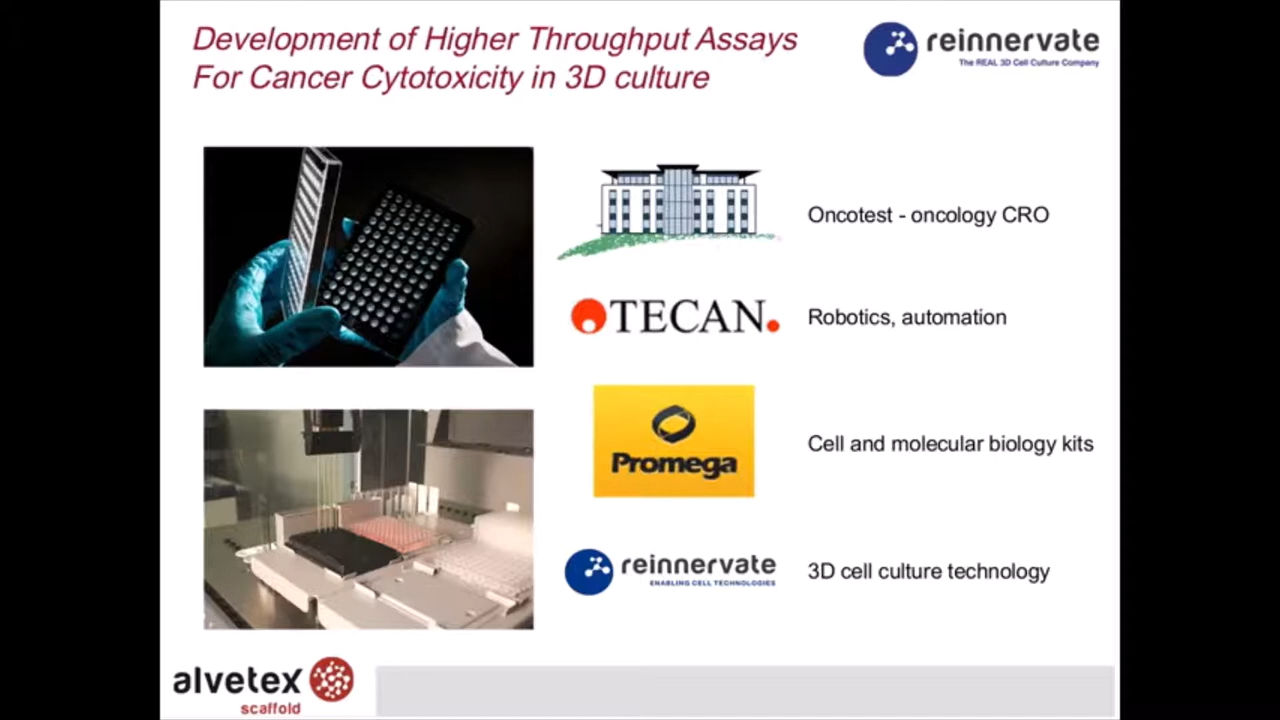 Development of Higher Throughput Assays
For Cancer Cytotoxicity in 3D culture
reinnervate
The REAL 3D Cell Culture Company
Oncotest - oncology CRO
TECAN.
Robotics, automation
Promega
Cell and molecular biology kits
reinnervate
ENABLING CELL TECHNOLOGIES
3D cell culture technology
alvetex
scaffold